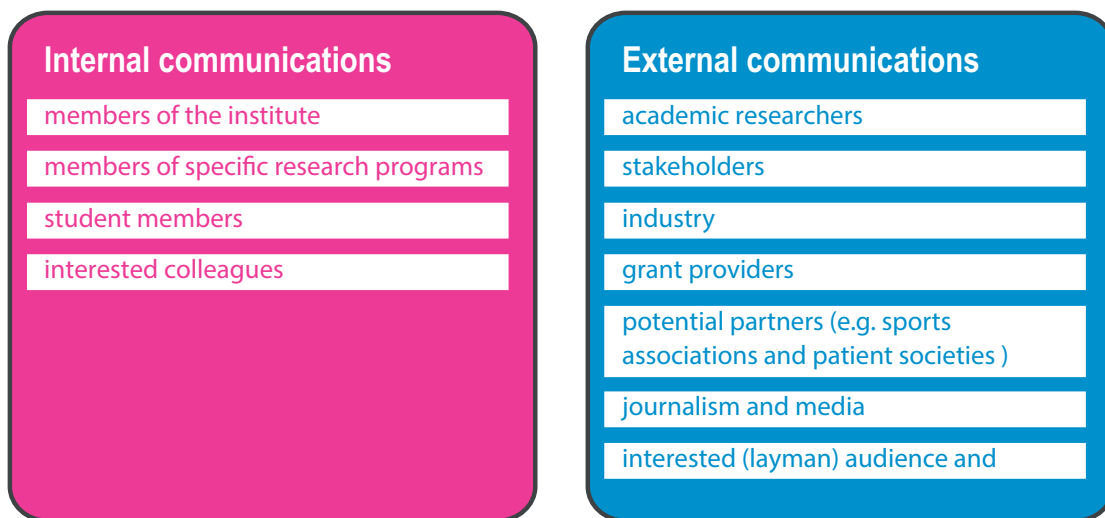 Internal communications
members of the institute
members of specific research programs
student members
interested colleagues
External communications
academic researchers
stakeholders
industry
grant providers
potential partners (e.g. sports
associations and patient societies )
journalism and media
interested (layman) audience and